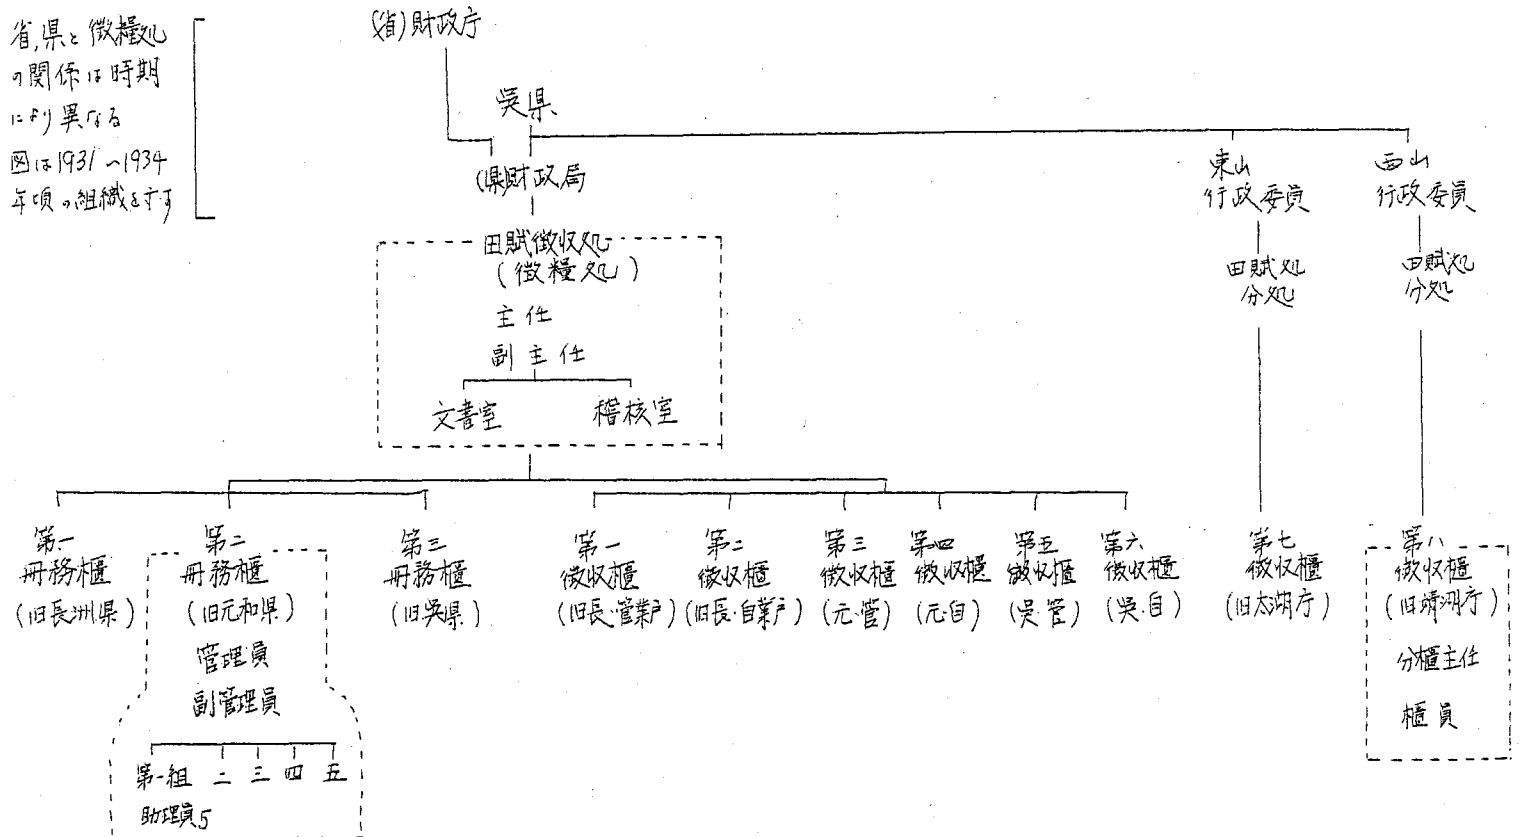 省,県と徴糧処
の関係は時期
により異なる
図は1931~1934
年頃の組織を示す
(省)財政庁
呉県
(県)財政局
東山
行政委員
西山
行政委員
田賦徴収処
(徴糧処)
主任
副主任
文書室
稽核室
田賦処
分処
田賦処
分処
第一
冊務櫃
(旧長洲県)
第二
冊務櫃
(旧元和県)
管理員
副管理員
第一組 二 三 四 五
助理員5
第三
冊務櫃
(旧呉県)
第一
徴収櫃
(旧長・管業戸)
第二
徴収櫃
(旧長・自業戸)
第三
徴収櫃
(元・管)
第四
徴収櫃
(元・自)
第五
徴収櫃
(呉・管)
第六
徴収櫃
(呉・自)
第七
徴収櫃
(旧太湖庁)
第八
徴収櫃
(旧靖湖庁)
分櫃主任
櫃員